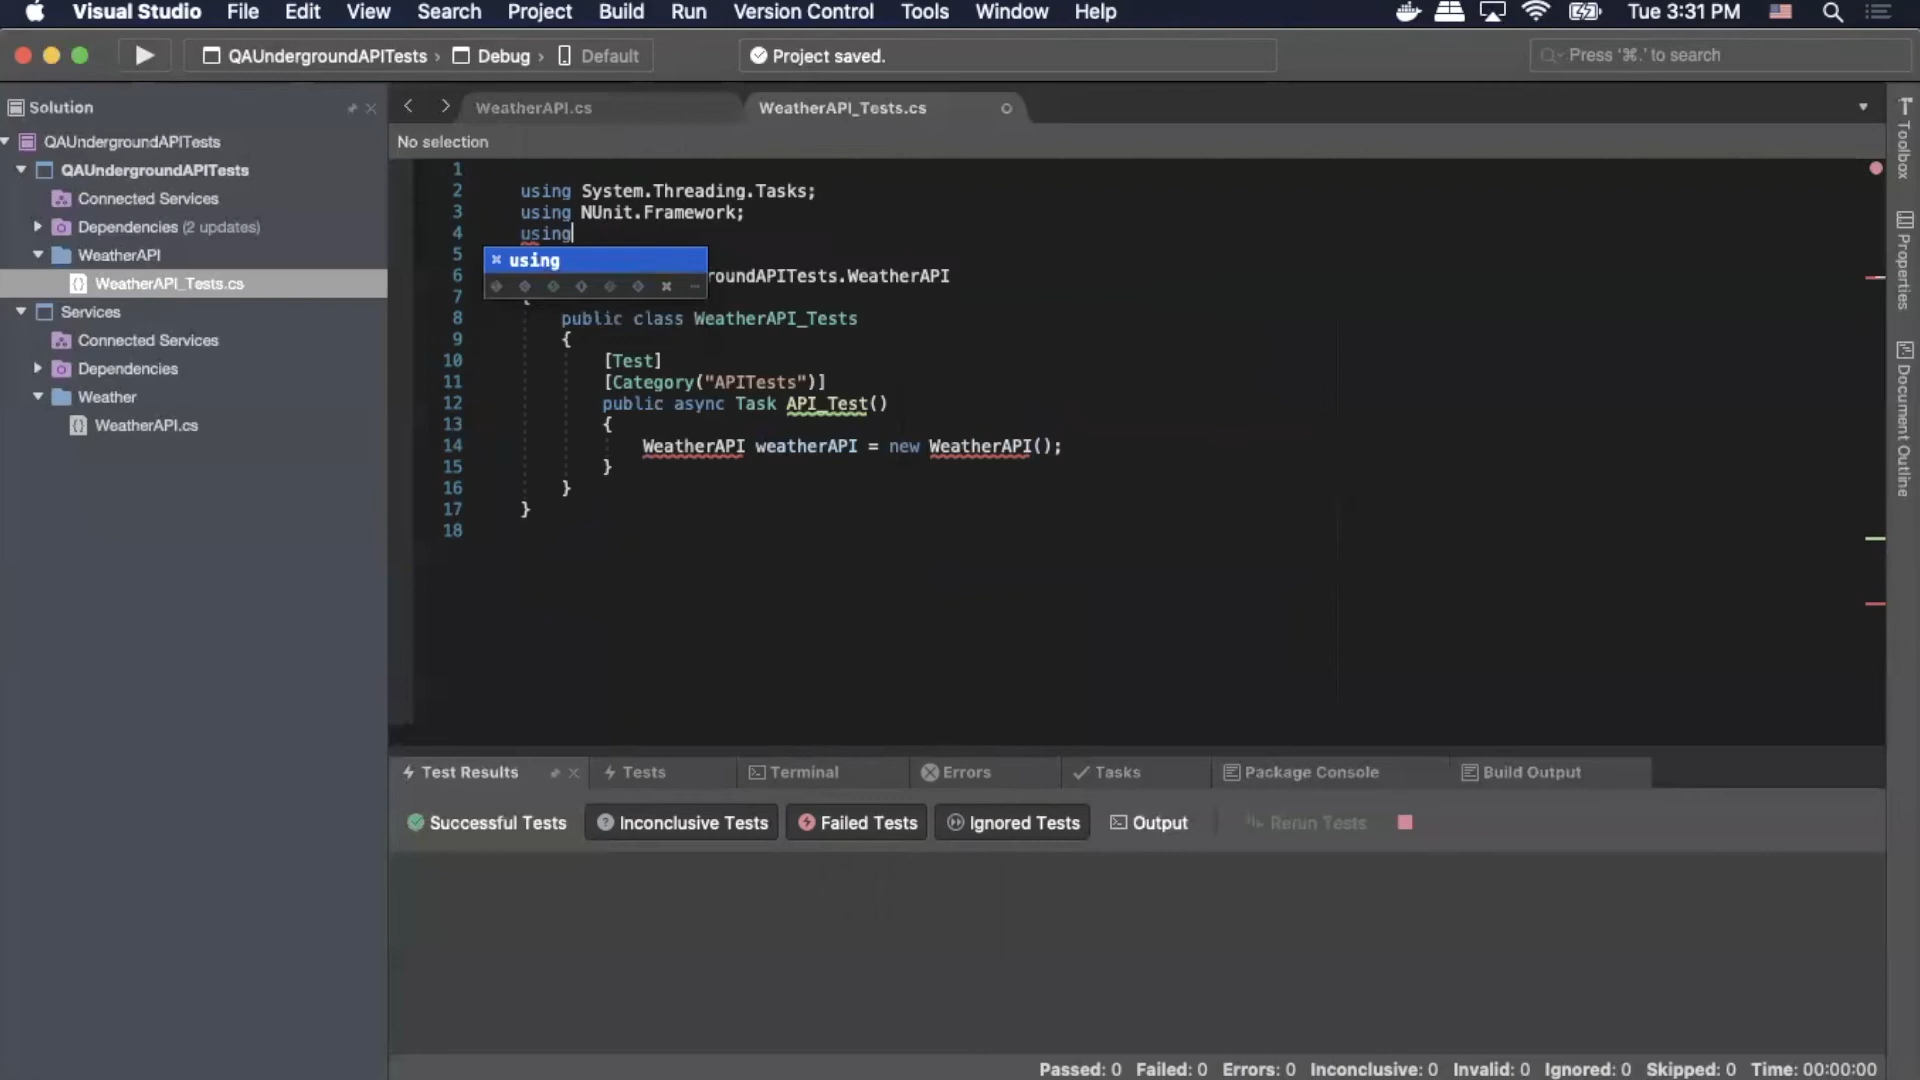 Visual Studio File Edit View Search Project Build Run Version Control Tools Window Help Tue 3:31 PM
QAUndergroundAPITests › Debug › Default
Project saved.
Press '⌘.' to search
Solution
WeatherAPI.cs
WeatherAPI_Tests.cs
No selection
QAUndergroundAPITests
QAUndergroundAPITests
Connected Services
Dependencies (2 updates)
WeatherAPI
WeatherAPI_Tests.cs
Services
Connected Services
Dependencies
Weather
WeatherAPI.cs
1
2 using System.Threading.Tasks;
3 using NUnit.Framework;
4 using
using
5
6 roundAPITests.WeatherAPI
7 {
8 public class WeatherAPI_Tests
9 {
10 [Test]
11 [Category("APITests")]
12 public async Task API_Test()
13 {
14 WeatherAPI weatherAPI = new WeatherAPI();
15 }
16 }
17 }
18
Toolbox
Properties
Document Outline
Test Results
Tests
Terminal
Errors
Tasks
Package Console
Build Output
Successful Tests
Inconclusive Tests
Failed Tests
Ignored Tests
Output
Rerun Tests
Passed: 0 Failed: 0 Errors: 0 Inconclusive: 0 Invalid: 0 Ignored: 0 Skipped: 0 Time: 00:00:00